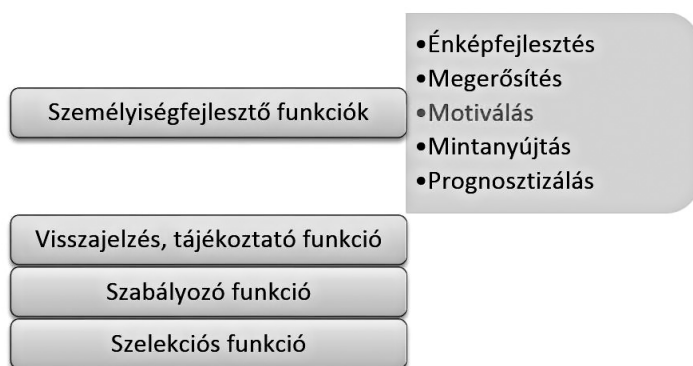 •Énképfejlesztés
•Megerősítés
Személyiségfejlesztő funkciók
•Motiválás
•Mintanyújtás
•Prognosztizálás
Visszajelzés, tájékoztató funkció
Szabályozó funkció
Szelekciós funkció